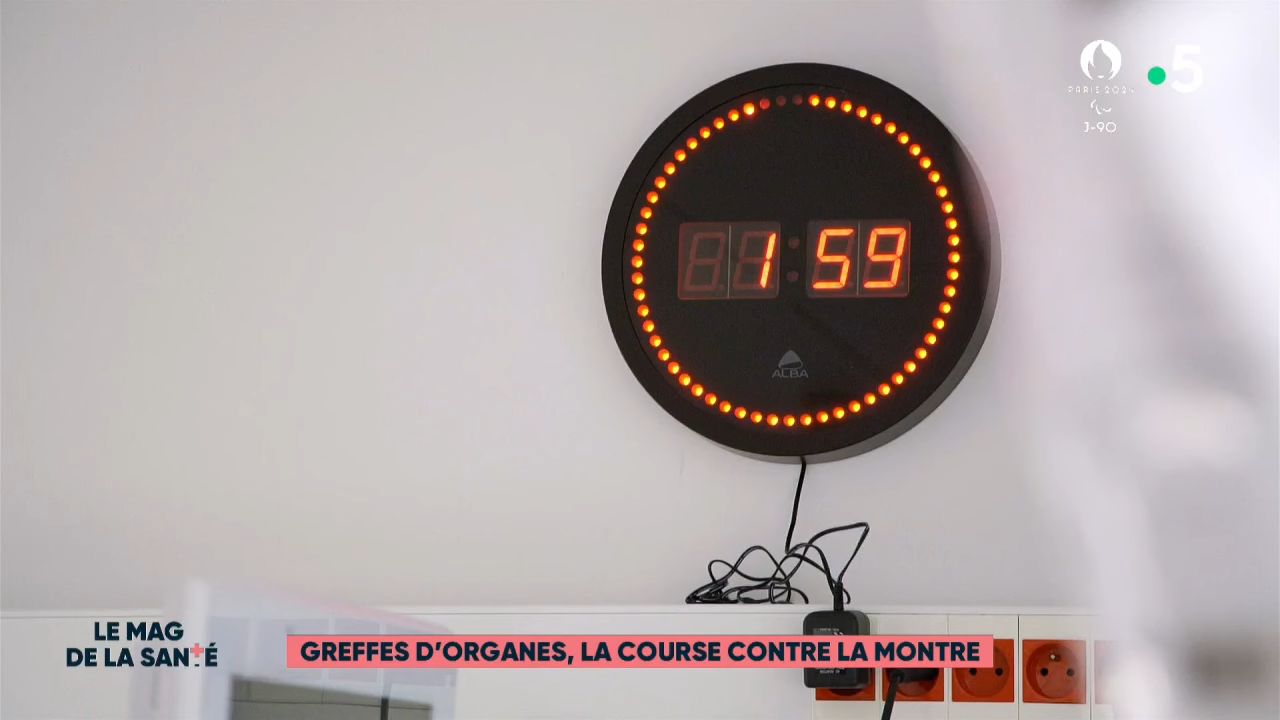 PARIS 2024
5
J-90
1 59
ALBA
LE MAG
DE LA SANTÉ
GREFFES D'ORGANES, LA COURSE CONTRE LA MONTRE